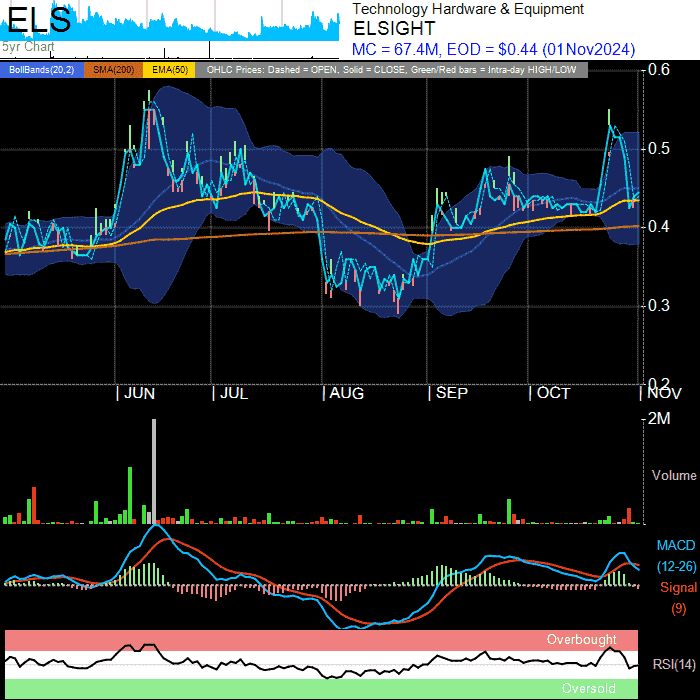 ELS
5yr Chart
Technology Hardware & Equipment
ELSIGHT
MC = 67.4M, EOD = $0.44 (01Nov2024)
BollBands(20,2) SMA(200) EMA(50) OHLC Prices: Dashed = OPEN, Solid = CLOSE, Green/Red bars = Intra-day HIGH/LOW
0.6
0.5
0.4
0.3
0.2
| JUN | JUL | AUG | SEP | OCT | NOV
2M
Volume
MACD
(12-26)
Signal
(9)
Overbought
RSI(14)
Oversold